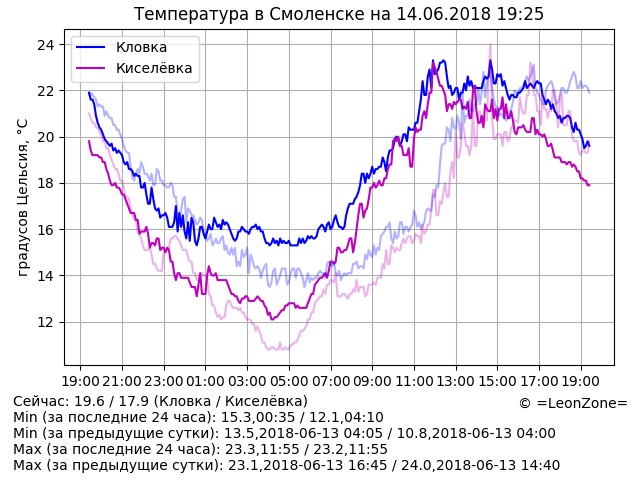 Температура в Смоленске на 14.06.2018 19:25
градусов Цельсия, °C
24
22
20
18
16
14
12
Кловка
Киселёвка
19:00 21:00 23:00 01:00 03:00 05:00 07:00 09:00 11:00 13:00 15:00 17:00 19:00
Сейчас: 19.6 / 17.9 (Кловка / Киселёвка)
© =LeonZone=
Min (за последние 24 часа): 15.3,00:35 / 12.1,04:10
Min (за предыдущие сутки): 13.5,2018-06-13 04:05 / 10.8,2018-06-13 04:00
Max (за последние 24 часа): 23.3,11:55 / 23.2,11:55
Max (за предыдущие сутки): 23.1,2018-06-13 16:45 / 24.0,2018-06-13 14:40